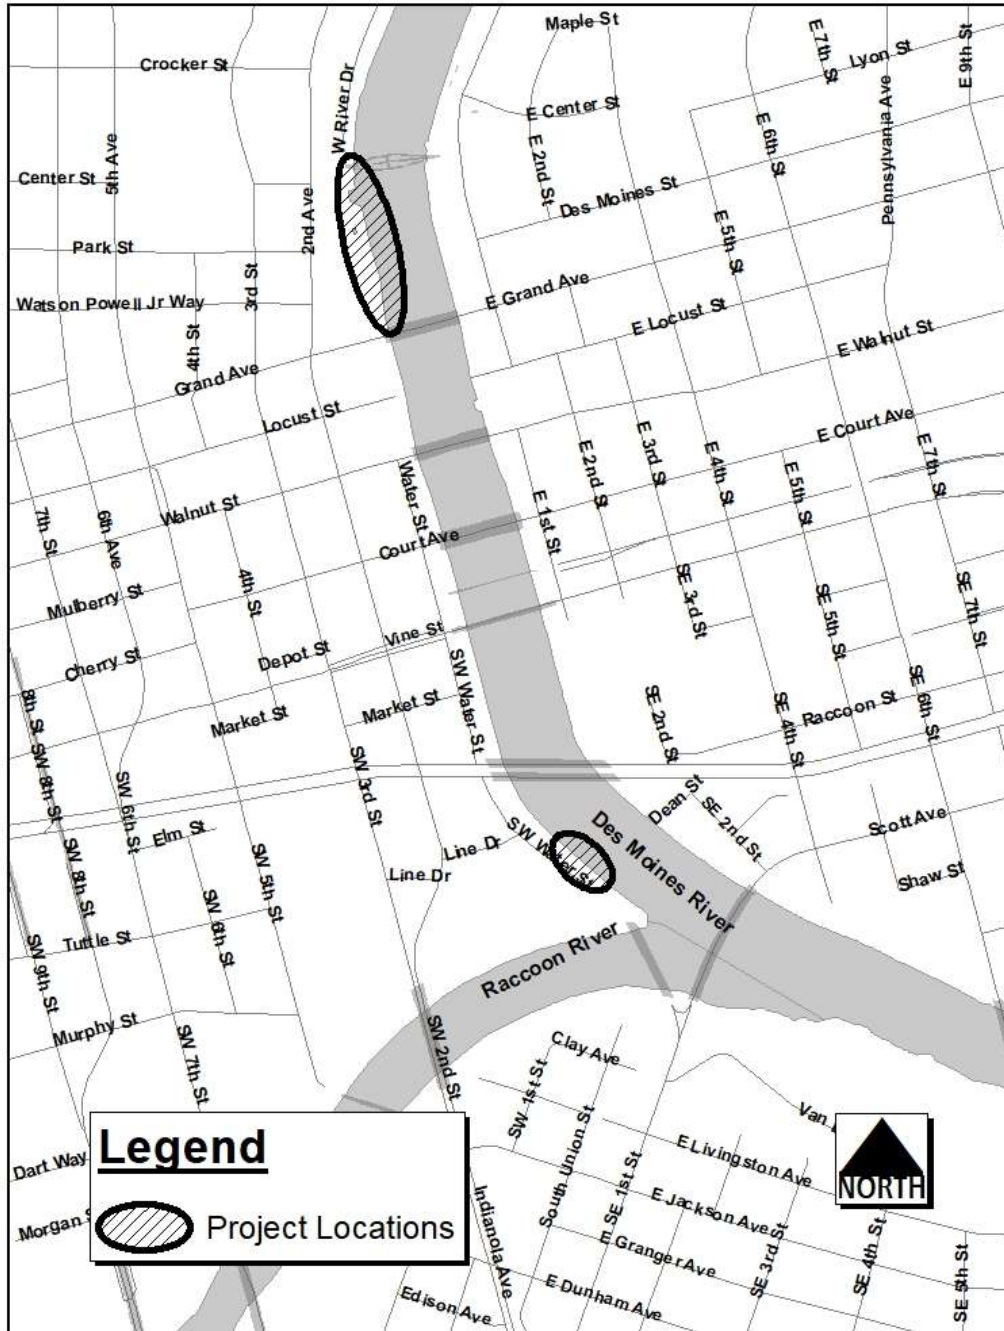 Maple St
E 7th St
Lyon St
E 9th St
Crocker St
W River Dr
E Center St
E 2nd St
E 6th St
Pennsylvania Ave
5th Ave
Center St
Des Moines St
2nd Ave
E 5th St
Park St
3rd St
Watson Powell Jr Way
4th St
E Grand Ave
E Locust St
E Walnut St
Grand Ave
Locust St
E Court Ave
E 3rd St
E 2nd St
E 4th St
E 5th St
E 7th St
Water St
Walnut St
E 1st St
7th St
6th Ave
Court Ave
4th St
Mulberry St
SE 3rd St
SE 5th St
SE 7th St
Vine St
Depot St
Cherry St
SW Water St
8th St
Market St
Market St
SE 2nd St
SE 4th St
Raccoon St
SE 6th St
SW 8th St
SW 6th St
SW 3rd St
Dean St
SE 2nd St
Elm St
SW 5th St
Line Dr
SW Water St
Des Moines River
Scott Ave
Line Dr
Shaw St
SW 8th St
SW 6th St
Tuttle St
Raccoon River
SW 9th St
Murphy St
SW 7th St
SW 2nd St
Clay Ave
SW 1st St
South Union St
Van
NORTH
Legend
Project Locations
Dart Way
Morgan
E Livingston Ave
E Jackson Ave
SE 1st St
E Granger Ave
SE 3rd St
SE 4th St
SE 5th St
Indianola Ave
E Dunham Ave
Edison Ave